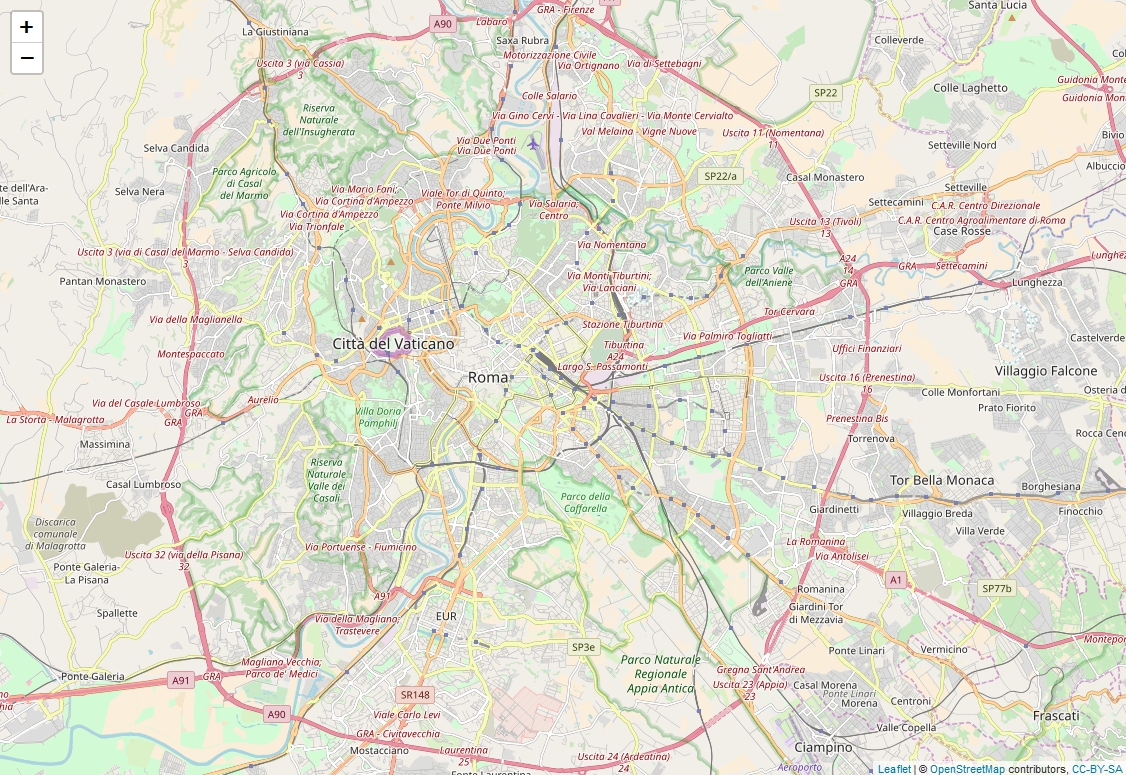 +
−
La Giustiniana
A90
Labaro
GRA - Firenze
Santa Lucia
Saxa Rubra
Colleverde
Uscita 3 (via Cassia)
3
Motorizzazione Civile
Via Ortignano
Via di Settebagni
Guidonia Mont
Guidonia Mon
SP22
Colle Laghetto
Colle Salario
Riserva
Naturale
dell'Insugherata
Via Gino Cervi - Via Lina Cavalieri - Via Monte Cervialto
Val Melaina - Vigne Nuove
Uscita 11 (Nomentana)
11
Bivio
Selva Candida
Via Due Ponti
Via Due Ponti
Setteville Nord
Albuccio
Parco Agricolo
di Casal
del Marmo
SP22/a
Casal Monastero
te dell'Ara-
lle Santa
Selva Nera
Via Mario Fani;
Via Cortina d'Ampezzo
Via Cortina d'Ampezzo
Via Trionfale
Viale Tor di Quinto;
Ponte Milvio
Via Salaria;
Centro
Setteville
Settecamini
C.A.R. Centro Direzionale
C.A.R. Centro Agroalimentare di Roma
Case Rosse
Uscita 13 (Tivoli)
13
Via Nomentana
Uscita 3 (via di Casal del Marmo - Selva Candida)
3
A24
14
GRA
GRA
Settecamini
Lunghe
Lunghezza
Pantan Monastero
Via Monti Tiburtini;
Via Lanciani
Parco Valle
dell'Aniene
Via della Maglianella
Stazione Tiburtina
Tor Cervara
Via Palmiro Togliatti
Castelverde
Città del Vaticano
Tiburtina
A24
Uffici Finanziari
Montespaccato
Largo S. Passamonti
Villaggio Falcone
Roma
Uscita 16 (Prenestina)
16
Colle Monfortani
Osteria d
Prato Fiorito
Via del Casale Lumbroso
GRA
Aurelio
La Storta - Malagrotta
GRA
Villa Doria
Pamphilj
Prenestina Bis
Torrenova
Rocca Cenc
Massimina
Casal Lumbroso
Riserva
Naturale
Valle dei
Casali
Tor Bella Monaca
Borghesiana
Parco della
Caffarella
Giardinetti
Villaggio Breda
Finocchio
Discarica
comunale
di Malagrotta
Villa Verde
Uscita 32 (via della Pisana)
32
Via Portuense - Fiumicino
La Romanina
Via Antolisei
Ponte Galeria-
La Pisana
A91
A1
SP77b
Romanina
Giardini Tor
di Mezzavia
Spallette
EUR
Via della Magliana;
Trastevere
SP3e
Montepor
Ponte Linari
Vermicino
Magliana Vecchia;
Parco de' Medici
Parco Naturale
Regionale
Appia Antica
Gregna Sant'Andrea
Uscita 23 (Appia)
23
Ponte Galeria
A91
GRA
SR148
Casal Morena
Ponte Linari
Morena
Centroni
Frascati
A90
Viale Carlo Levi
Valle Copella
GRA - Civitavecchia
Mostacciano
Laurentina
25
Uscita 24 (Ardeatina)
24
Ciampino
Aeroporto
Leaflet | © OpenStreetMap contributors, CC-BY-SA